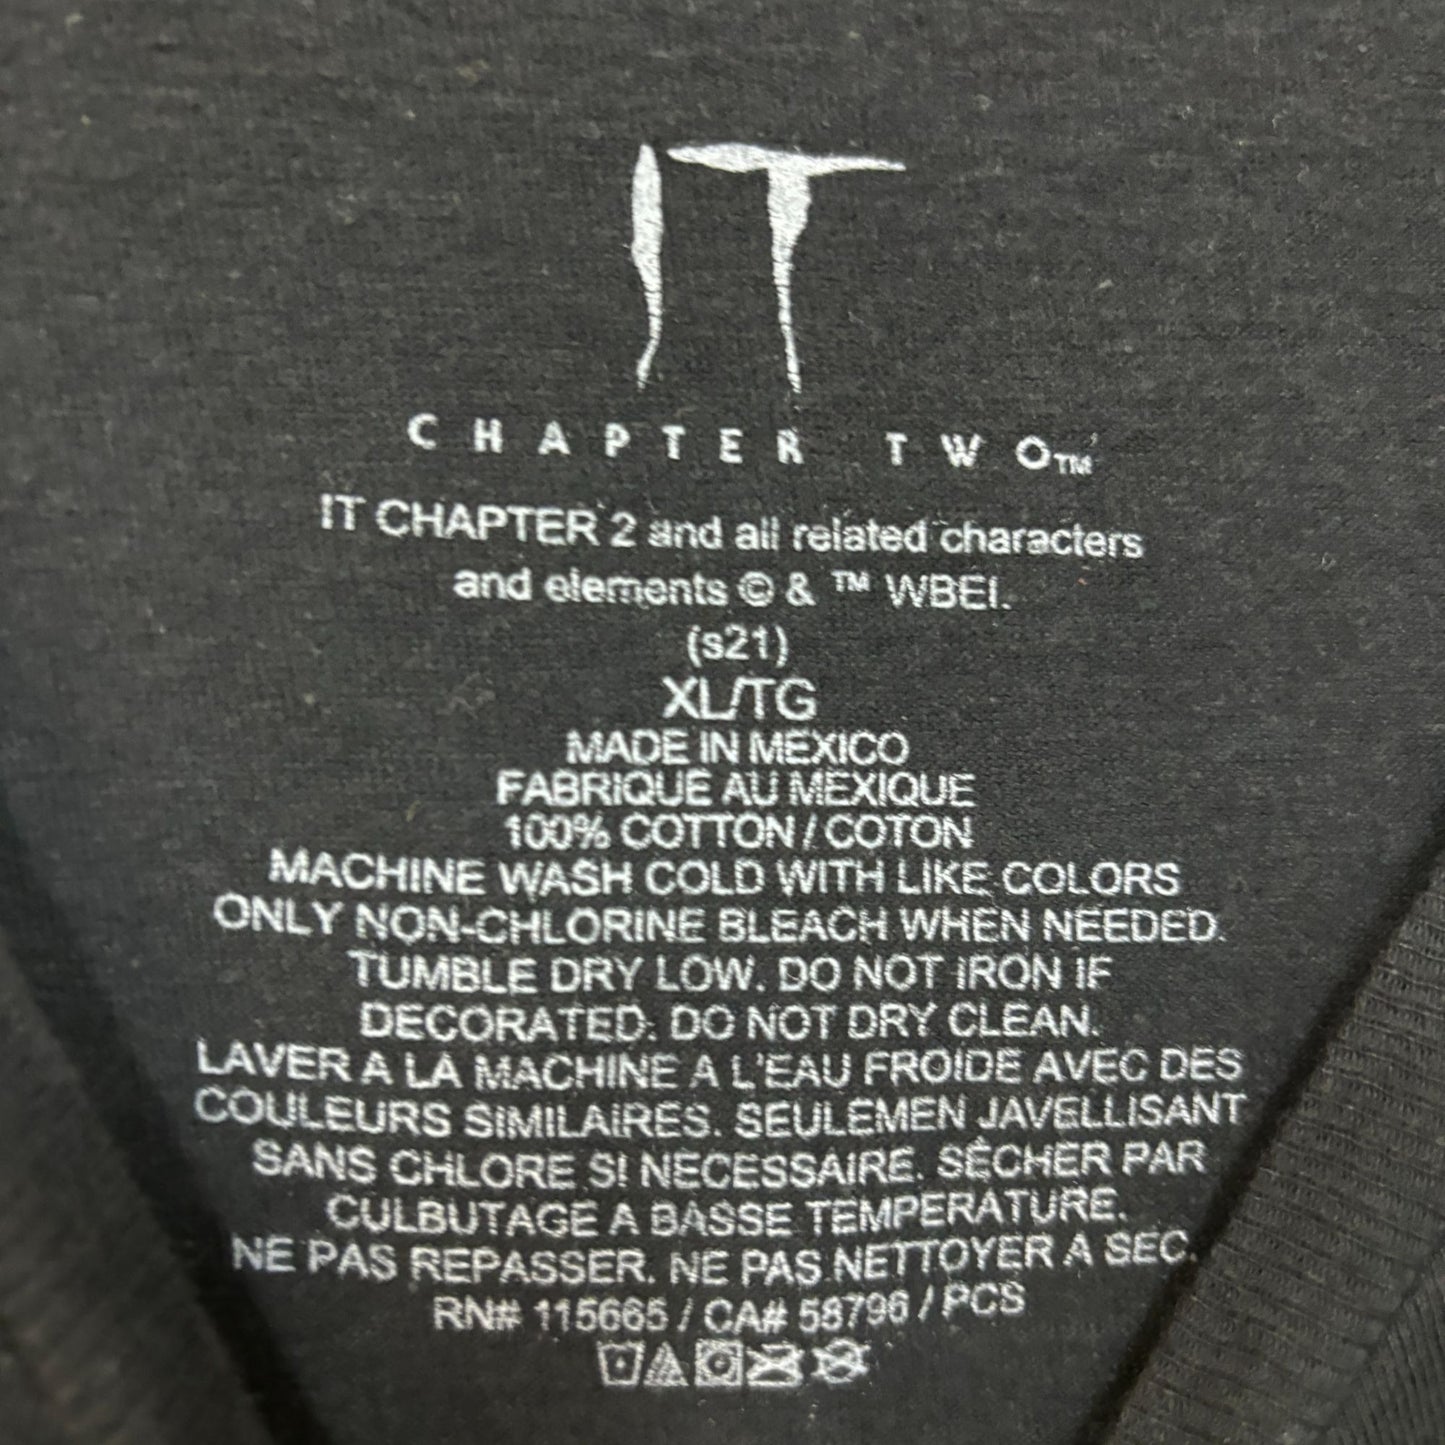 IT
CHAPTER TWO™
IT CHAPTER 2 and all related characters
and elements © & ™ WBEI.
(s21)
XL/TG
MADE IN MEXICO
FABRIQUE AU MEXIQUE
100% COTTON / COTON
MACHINE WASH COLD WITH LIKE COLORS
ONLY NON-CHLORINE BLEACH WHEN NEEDED.
TUMBLE DRY LOW. DO NOT IRON IF
DECORATED. DO NOT DRY CLEAN.
LAVER A LA MACHINE A L'EAU FROIDE AVEC DES
COULEURS SIMILAIRES. SEULEMEN JAVELLISANT
SANS CHLORE SI NECESSAIRE. SÉCHER PAR
CULBUTAGE A BASSE TEMPERATURE.
NE PAS REPASSER. NE PAS NETTOYER A SEC.
RN# 115665 / CA# 58796 / PCS